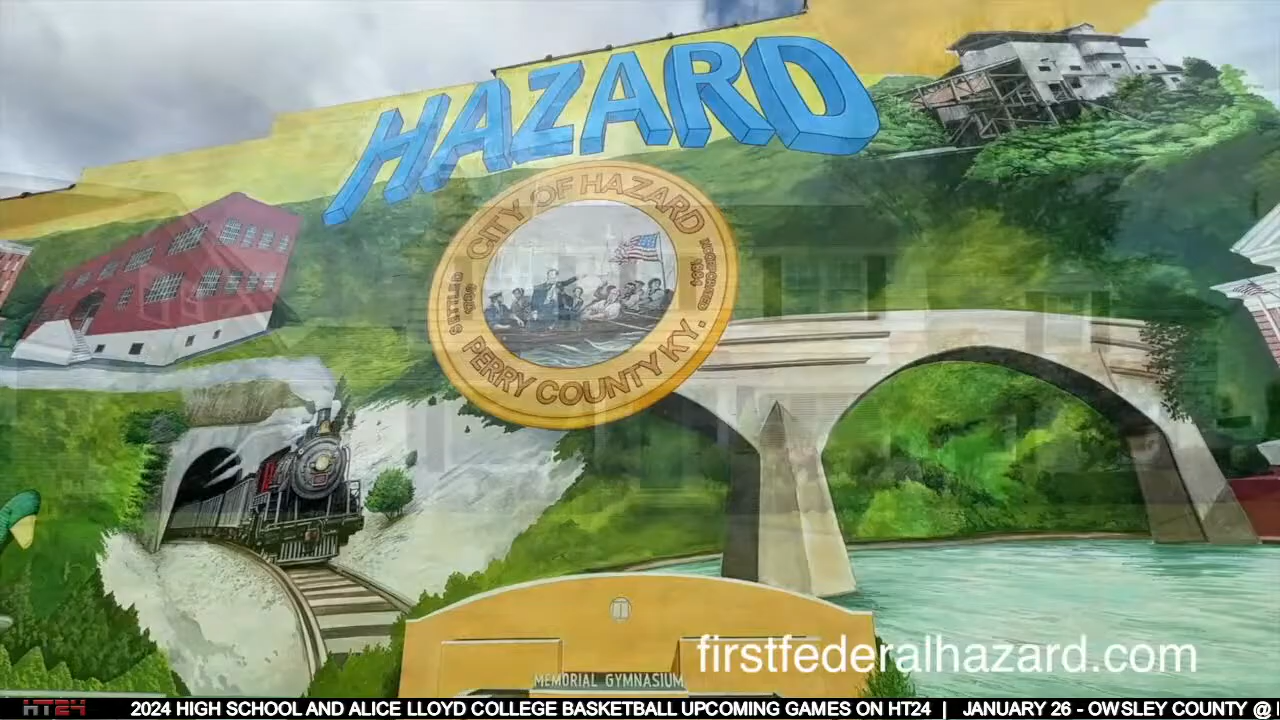 HAZARD
CITY OF HAZARD
SETTLED
INCORPORATED
1884
PERRY COUNTY KY.
firstfederalhazard.com
MEMORIAL GYMNASIUM
HT24 2024 HIGH SCHOOL AND ALICE LLOYD COLLEGE BASKETBALL UPCOMING GAMES ON HT24 | JANUARY 26 - OWSLEY COUNTY @